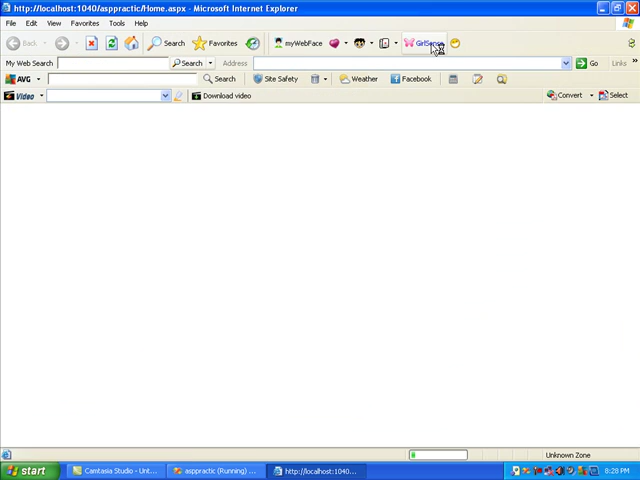 http://localhost:1040/asppractic/Home.aspx - Microsoft Internet Explorer
File Edit View Favorites Tools Help
Back Search Favorites myWebFace GirlSense
My Web Search Search Address Go Links
AVG Search Site Safety Weather Facebook
Video Download video Convert Select
Unknown Zone
start Camtasia Studio - Unt... asppractic (Running) ... http://localhost:1040... 8:28 PM